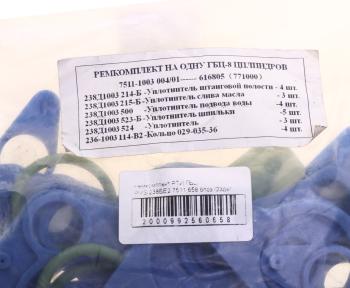 РЕМКОМПЛЕКТ НА ОДНУ ГБЦ-8 ЦИЛИНДРОВ
7511-1003 004/01------- 616805 (771000)
238Д1003 214-Б -Уплотнитель штанговой полости - 4 шт.
238Д1003 215-Б-Уплотнитель слива масла - 3 шт.
238Д1003 500 -Уплотнитель подвода воды -4 шт.
238Д1003 523-Б-Уплотнитель шпильки -5 шт.
238Д1003 524 -Уплотнитель - 3 шт.
236-1003 114-В2-Кольцо 029-035-36 -4 шт.
2000992560658